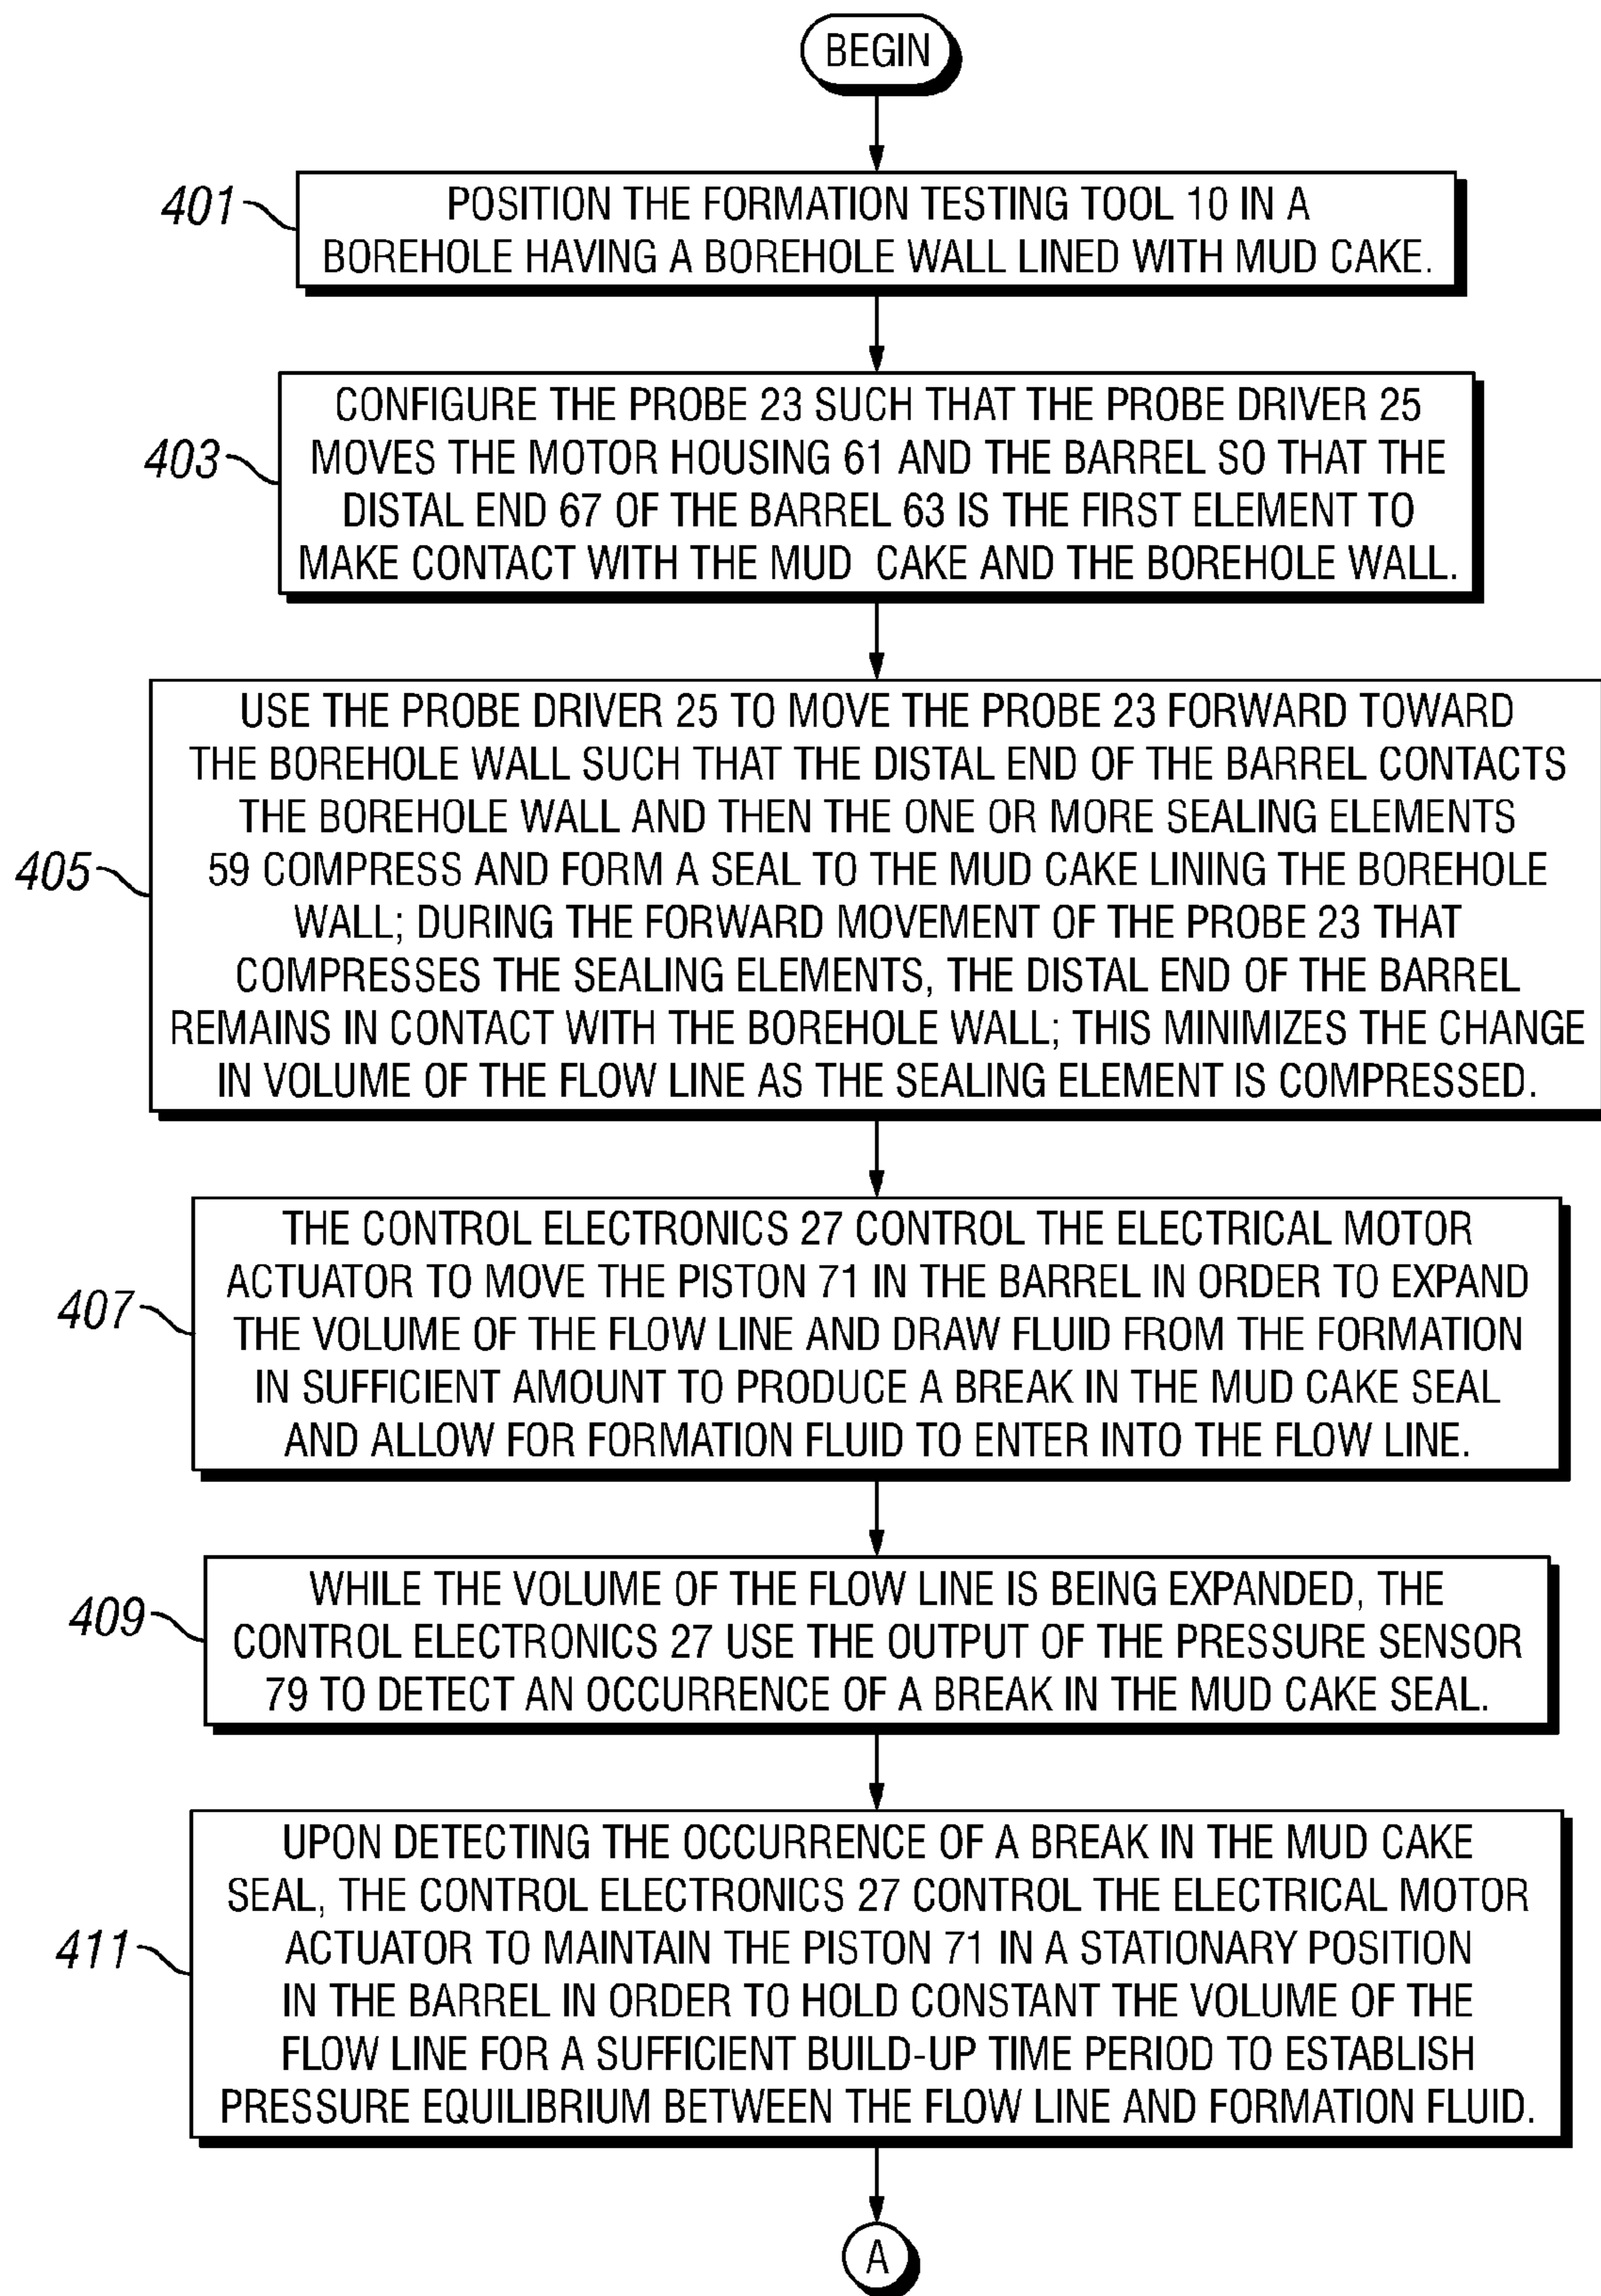 BEGIN
401
POSITION THE FORMATION TESTING TOOL 10 IN A
BOREHOLE HAVING A BOREHOLE WALL LINED WITH MUD CAKE.
403
CONFIGURE THE PROBE 23 SUCH THAT THE PROBE DRIVER 25
MOVES THE MOTOR HOUSING 61 AND THE BARREL SO THAT THE
DISTAL END 67 OF THE BARREL 63 IS THE FIRST ELEMENT TO
MAKE CONTACT WITH THE MUD CAKE AND THE BOREHOLE WALL.
405
USE THE PROBE DRIVER 25 TO MOVE THE PROBE 23 FORWARD TOWARD
THE BOREHOLE WALL SUCH THAT THE DISTAL END OF THE BARREL CONTACTS
THE BOREHOLE WALL AND THEN THE ONE OR MORE SEALING ELEMENTS
59 COMPRESS AND FORM A SEAL TO THE MUD CAKE LINING THE BOREHOLE
WALL; DURING THE FORWARD MOVEMENT OF THE PROBE 23 THAT
COMPRESSES THE SEALING ELEMENTS, THE DISTAL END OF THE BARREL
REMAINS IN CONTACT WITH THE BOREHOLE WALL; THIS MINIMIZES THE CHANGE
IN VOLUME OF THE FLOW LINE AS THE SEALING ELEMENT IS COMPRESSED.
407
THE CONTROL ELECTRONICS 27 CONTROL THE ELECTRICAL MOTOR
ACTUATOR TO MOVE THE PISTON 71 IN THE BARREL IN ORDER TO EXPAND
THE VOLUME OF THE FLOW LINE AND DRAW FLUID FROM THE FORMATION
IN SUFFICIENT AMOUNT TO PRODUCE A BREAK IN THE MUD CAKE SEAL
AND ALLOW FOR FORMATION FLUID TO ENTER INTO THE FLOW LINE.
409
WHILE THE VOLUME OF THE FLOW LINE IS BEING EXPANDED, THE
CONTROL ELECTRONICS 27 USE THE OUTPUT OF THE PRESSURE SENSOR
79 TO DETECT AN OCCURRENCE OF A BREAK IN THE MUD CAKE SEAL.
411
UPON DETECTING THE OCCURRENCE OF A BREAK IN THE MUD CAKE
SEAL, THE CONTROL ELECTRONICS 27 CONTROL THE ELECTRICAL MOTOR
ACTUATOR TO MAINTAIN THE PISTON 71 IN A STATIONARY POSITION
IN THE BARREL IN ORDER TO HOLD CONSTANT THE VOLUME OF THE
FLOW LINE FOR A SUFFICIENT BUILD-UP TIME PERIOD TO ESTABLISH
PRESSURE EQUILIBRIUM BETWEEN THE FLOW LINE AND FORMATION FLUID.
A